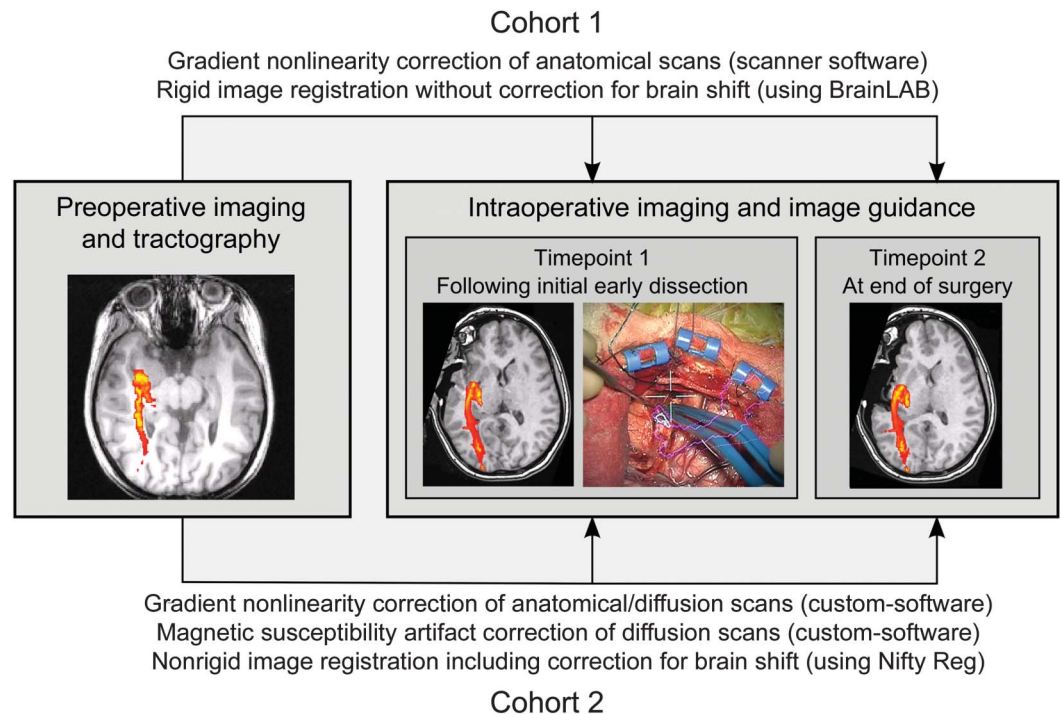 Cohort 1
Gradient nonlinearity correction of anatomical scans (scanner software)
Rigid image registration without correction for brain shift (using BrainLAB)
Preoperative imaging
and tractography
Intraoperative imaging and image guidance
Timepoint 1
Following initial early dissection
Timepoint 2
At end of surgery
Gradient nonlinearity correction of anatomical/diffusion scans (custom-software)
Magnetic susceptibility artifact correction of diffusion scans (custom-software)
Nonrigid image registration including correction for brain shift (using Nifty Reg)
Cohort 2